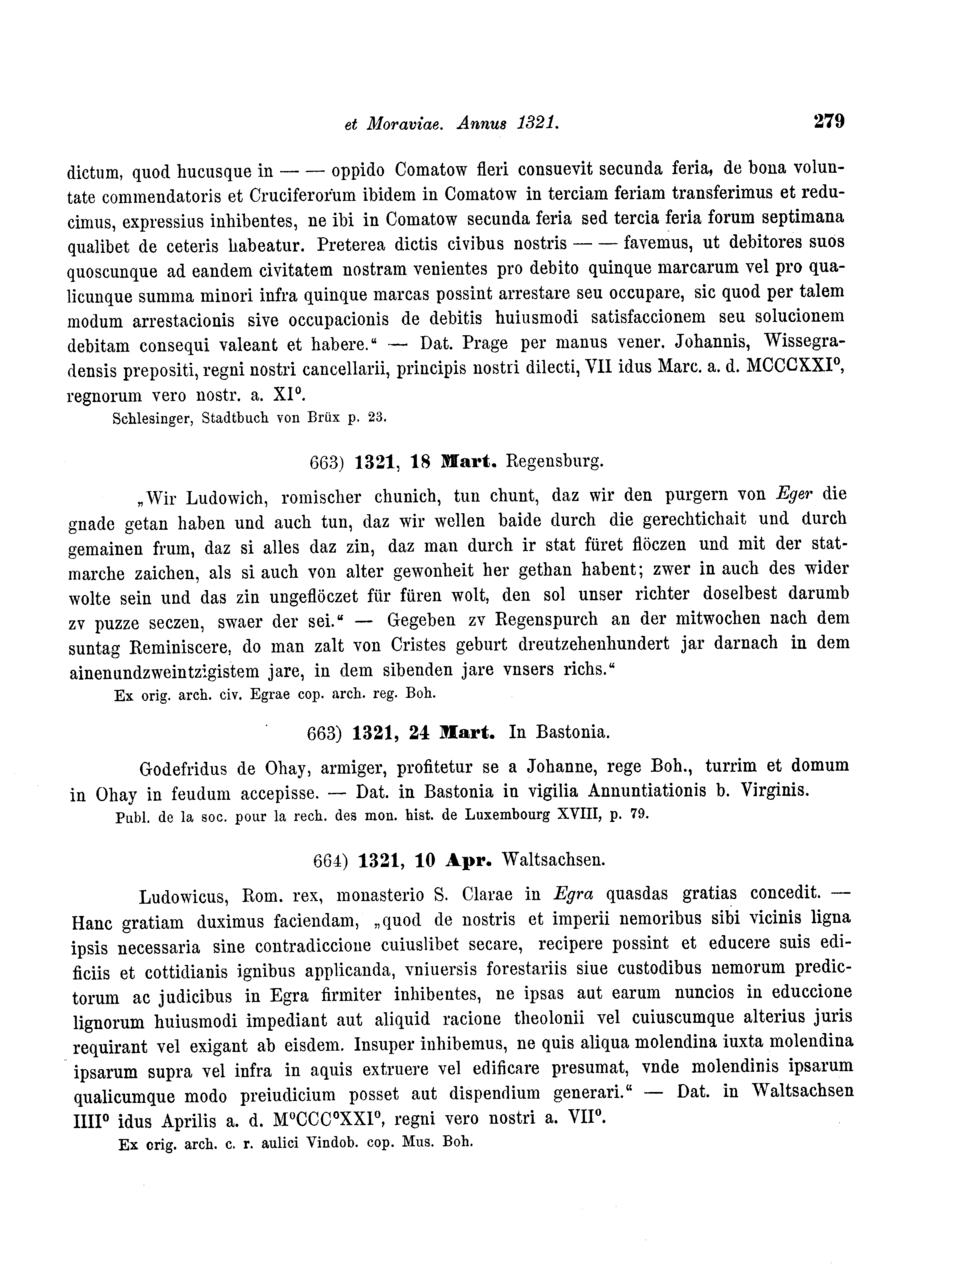 et Moraviae. Annus 1321. 279
dictum, quod hucusque in — — oppido Comatow fieri consuevit secunda feria, de bona volun-
tate commendatoris et Cruciferorum ibidem in Comatow in terciam feriam transferimus et redu-
cimus, expressius inhibentes, ne ibi in Comatow secunda feria sed tercia feria forum septimana
qualibet de ceteris habeatur. Preterea dictis civibus nostris — — favemus, ut debitores suos
quoscunque ad eandem civitatem nostram venientes pro debito quinque marcarum vel pro qua-
licunque summa minori infra quinque marcas possint arrestare seu occupare, sic quod per talem
modum arrestacionis sive occupacionis de debitis huiusmodi satisfaccionem seu solucionem
debitam consequi valeant et habere.“ — Dat. Prage per manus vener. Johannis, Wissegra-
densis prepositi, regni nostri cancellarii, principis nostri dilecti, VII idus Marc. a. d. MCCCXXI⁰,
regnorum vero nostr. a. XI⁰.
Schlesinger, Stadtbuch von Brüx p. 23.
663) 1321, 18 Mart. Regensburg.
„Wir Ludowich, romischer chunich, tun chunt, daz wir den purgern von Eger die
gnade getan haben und auch tun, daz wir wellen baide durch die gerechtichait und durch
gemainen frum, daz si alles daz zin, daz man durch ir stat füret flöczen und mit der stat-
marche zaichen, als si auch von alter gewonheit her gethan habent; zwer in auch des wider
wolte sein und das zin ungeflöczet für füren wolt, den sol unser richter doselbest darumb
zv puzze seczen, swaer der sei.“ — Gegeben zv Regenspurch an der mitwochen nach dem
suntag Reminiscere, do man zalt von Cristes geburt dreutzehenhundert jar darnach in dem
ainenundzweintzigistem jare, in dem sibenden jare vnsers richs.“
Ex orig. arch. civ. Egrae cop. arch. reg. Boh.
663) 1321, 24 Mart. In Bastonia.
Godefridus de Ohay, armiger, profitetur se a Johanne, rege Boh., turrim et domum
in Ohay in feudum accepisse. — Dat. in Bastonia in vigilia Annuntiationis b. Virginis.
Publ. de la soc. pour la rech. des mon. hist. de Luxembourg XVIII, p. 79.
664) 1321, 10 Apr. Waltsachsen.
Ludowicus, Rom. rex, monasterio S. Clarae in Egra quasdas gratias concedit. —
Hanc gratiam duximus faciendam, „quod de nostris et imperii nemoribus sibi vicinis ligna
ipsis necessaria sine contradiccione cuiuslibet secare, recipere possint et educere suis edi-
ficiis et cottidianis ignibus applicanda, vniuersis forestariis siue custodibus nemorum predic-
torum ac judicibus in Egra firmiter inhibentes, ne ipsas aut earum nuncios in educcione
lignorum huiusmodi impediant aut aliquid racione theolonii vel cuiuscumque alterius juris
requirant vel exigant ab eisdem. Insuper inhibemus, ne quis aliqua molendina iuxta molendina
ipsarum supra vel infra in aquis extruere vel edificare presumat, vnde molendinis ipsarum
qualicumque modo preiudicium posset aut dispendium generari.“ — Dat. in Waltsachsen
IIII⁰ idus Aprilis a. d. M⁰CCC⁰XXI⁰, regni vero nostri a. VII⁰.
Ex orig. arch. c. r. aulici Vindob. cop. Mus. Boh.